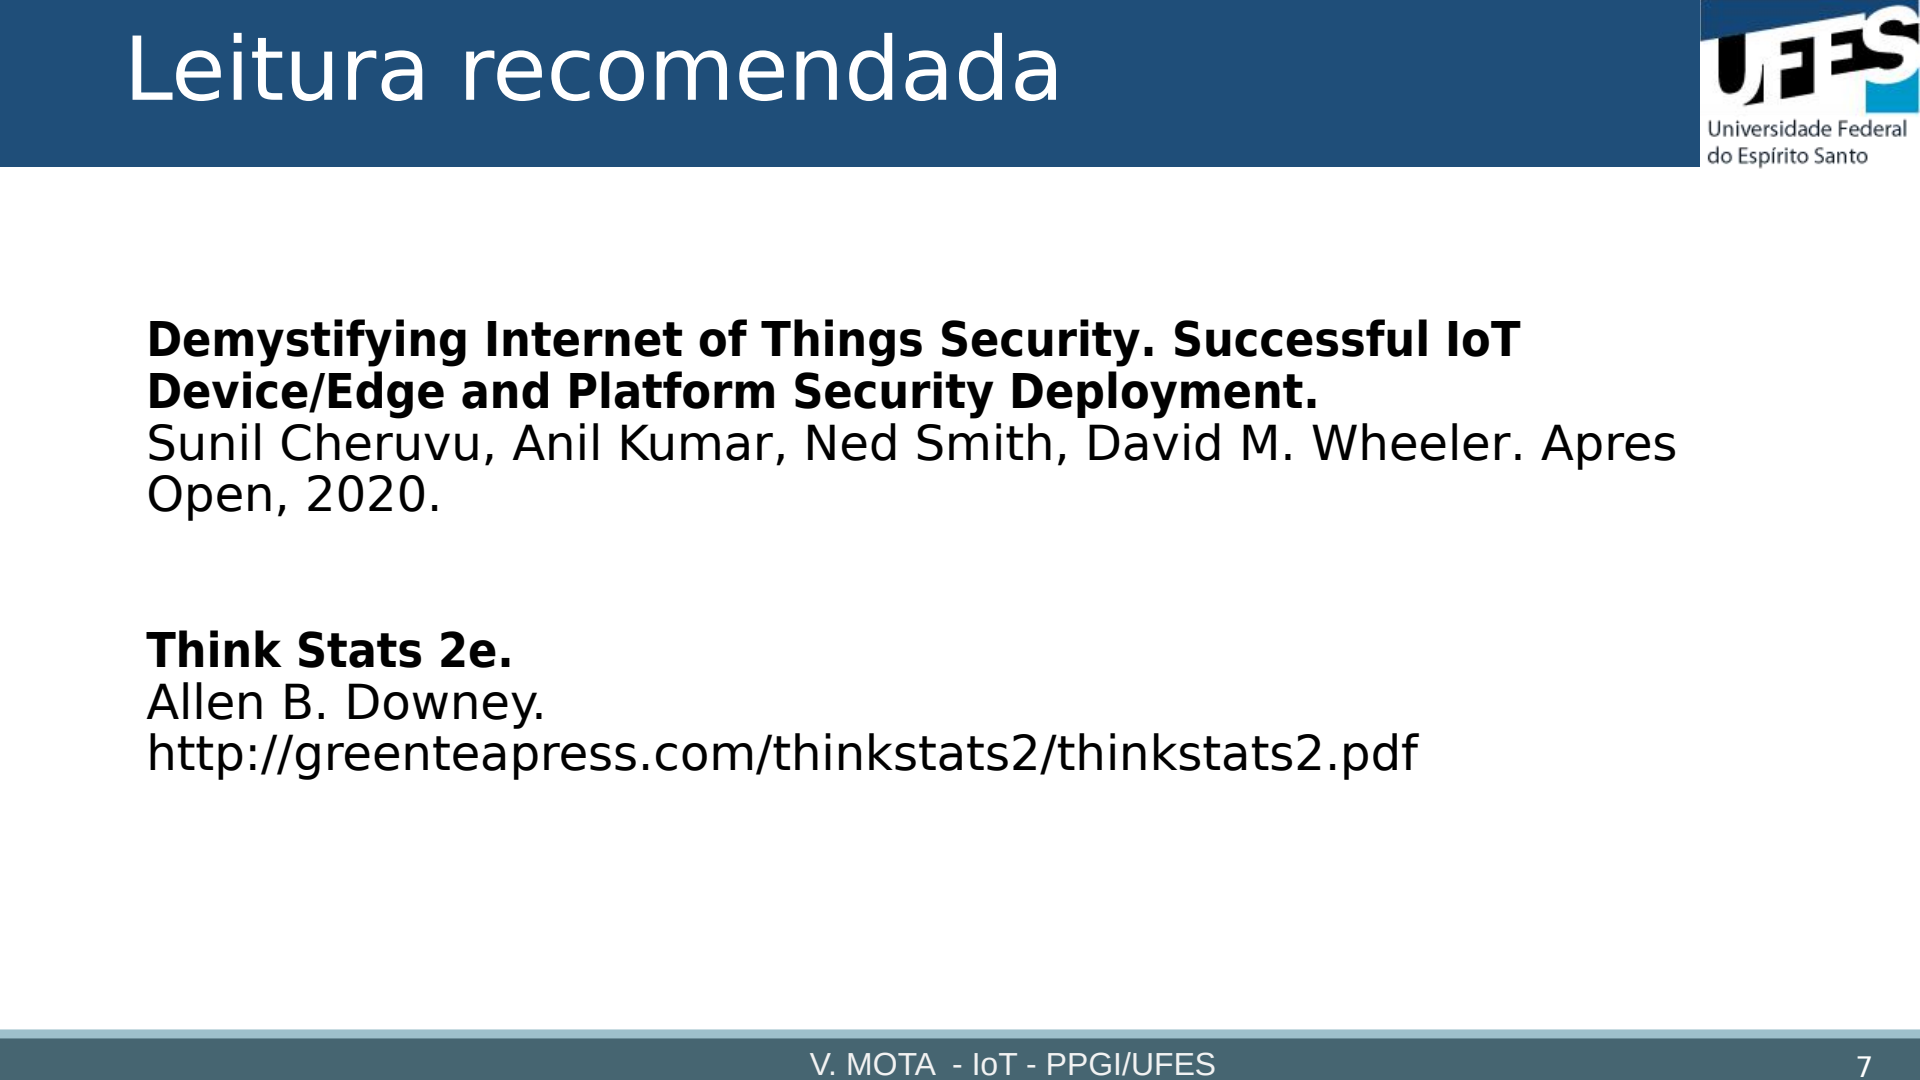 Leitura recomendada
UFES
Universidade Federal
do Espírito Santo
Demystifying Internet of Things Security. Successful IoT
Device/Edge and Platform Security Deployment.
Sunil Cheruvu, Anil Kumar, Ned Smith, David M. Wheeler. Apres
Open, 2020.
Think Stats 2e.
Allen B. Downey.
http://greenteapress.com/thinkstats2/thinkstats2.pdf
V. MOTA - IoT - PPGI/UFES
7